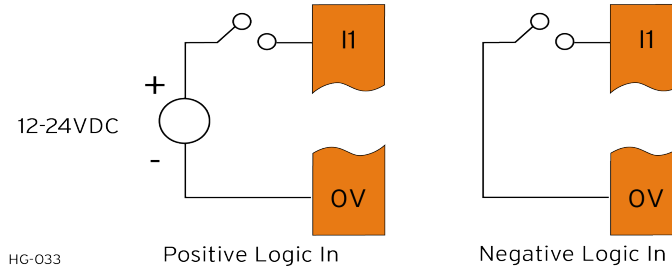 I1
I1
+
12-24VDC
-
0V
0V
HG-033
Positive Logic In
Negative Logic In